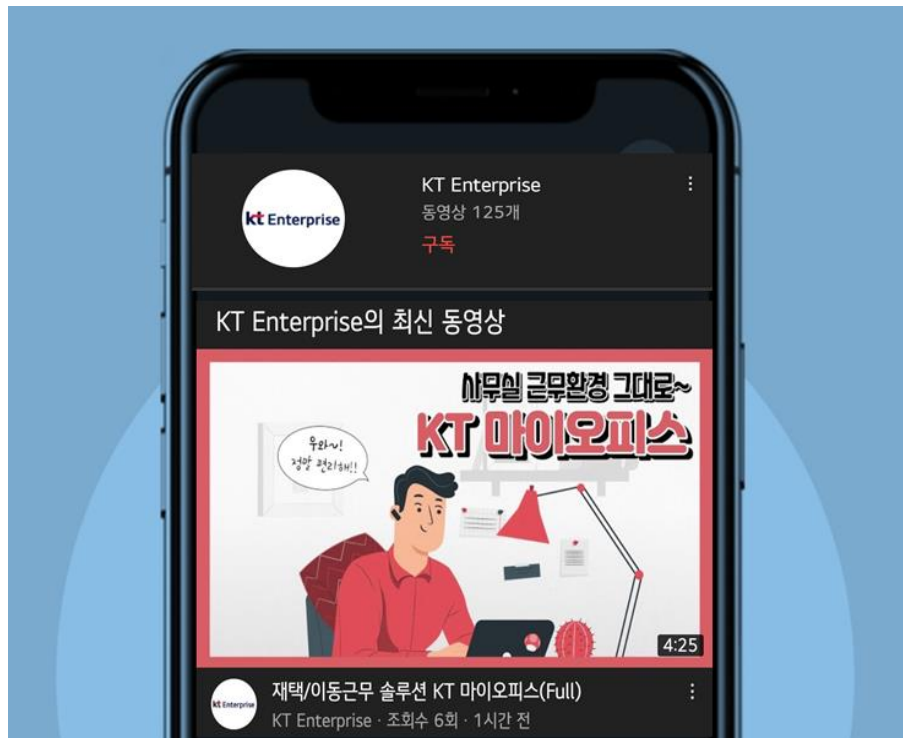 kt Enterprise
KT Enterprise
동영상 125개
구독
KT Enterprise의 최신 동영상
사무실 근무환경 그대로~
KT 마이오피스
우와~!
정말 편리해!!
4:25
kt Enterprise
재택/이동근무 솔루션 KT 마이오피스(Full)
KT Enterprise · 조회수 6회 · 1시간 전